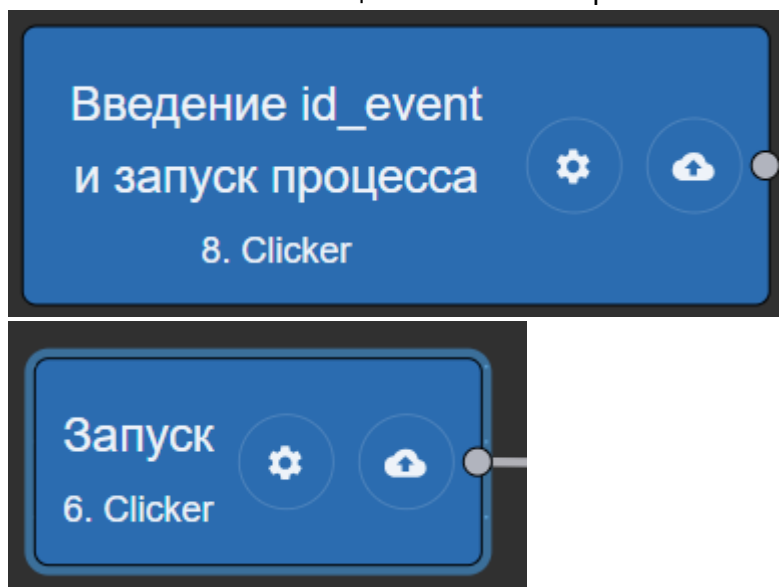 Введение id_event
и запуск процесса
8. Clicker
Запуск
6. Clicker